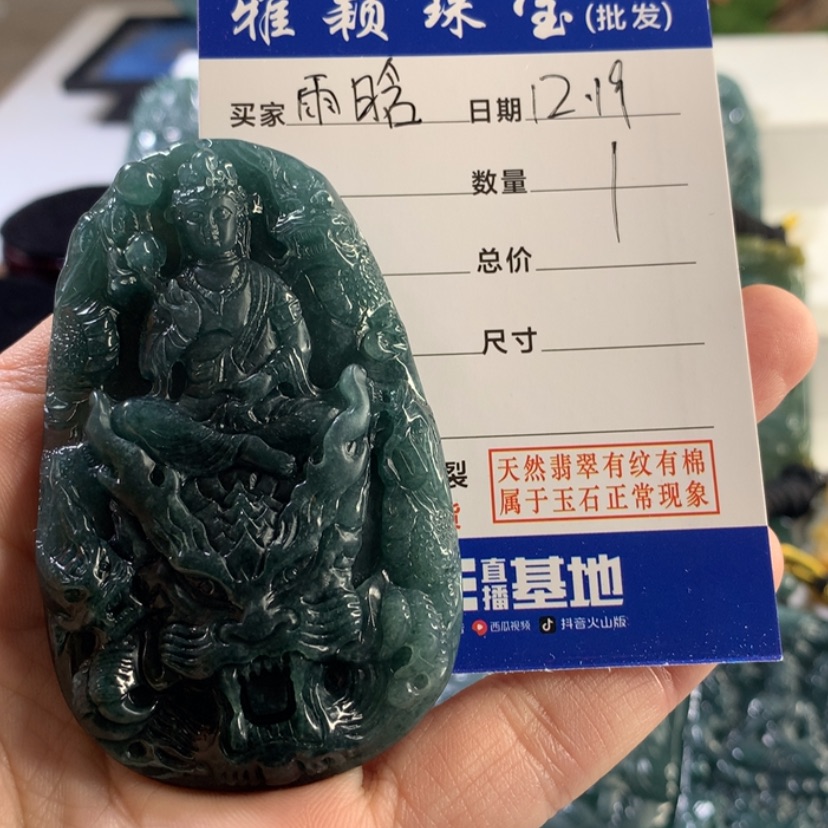 雅颖珠宝(批发)
买家 雨晗 日期 12.19
数量 1
总价
尺寸
裂
天然翡翠有纹有棉
属于玉石正常现象
货
直播基地
西瓜视频 抖音火山版